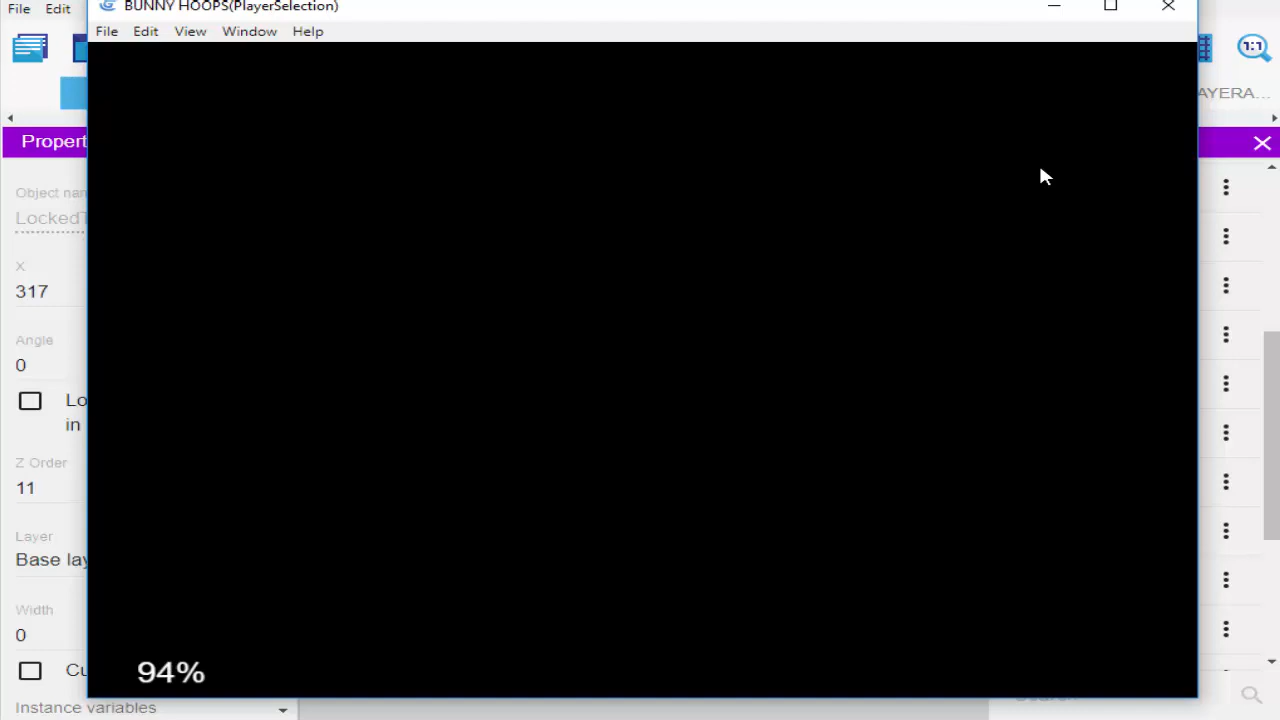 BUNNY HOOPS(PlayerSelection)
File Edit
File Edit View Window Help
1:1
AYERA...
Propert
Object nam
Locked
X
317
Angle
0
Lo
in
Z Order
11
Layer
Base lay
Width
0
Cu
94%
Instance variables